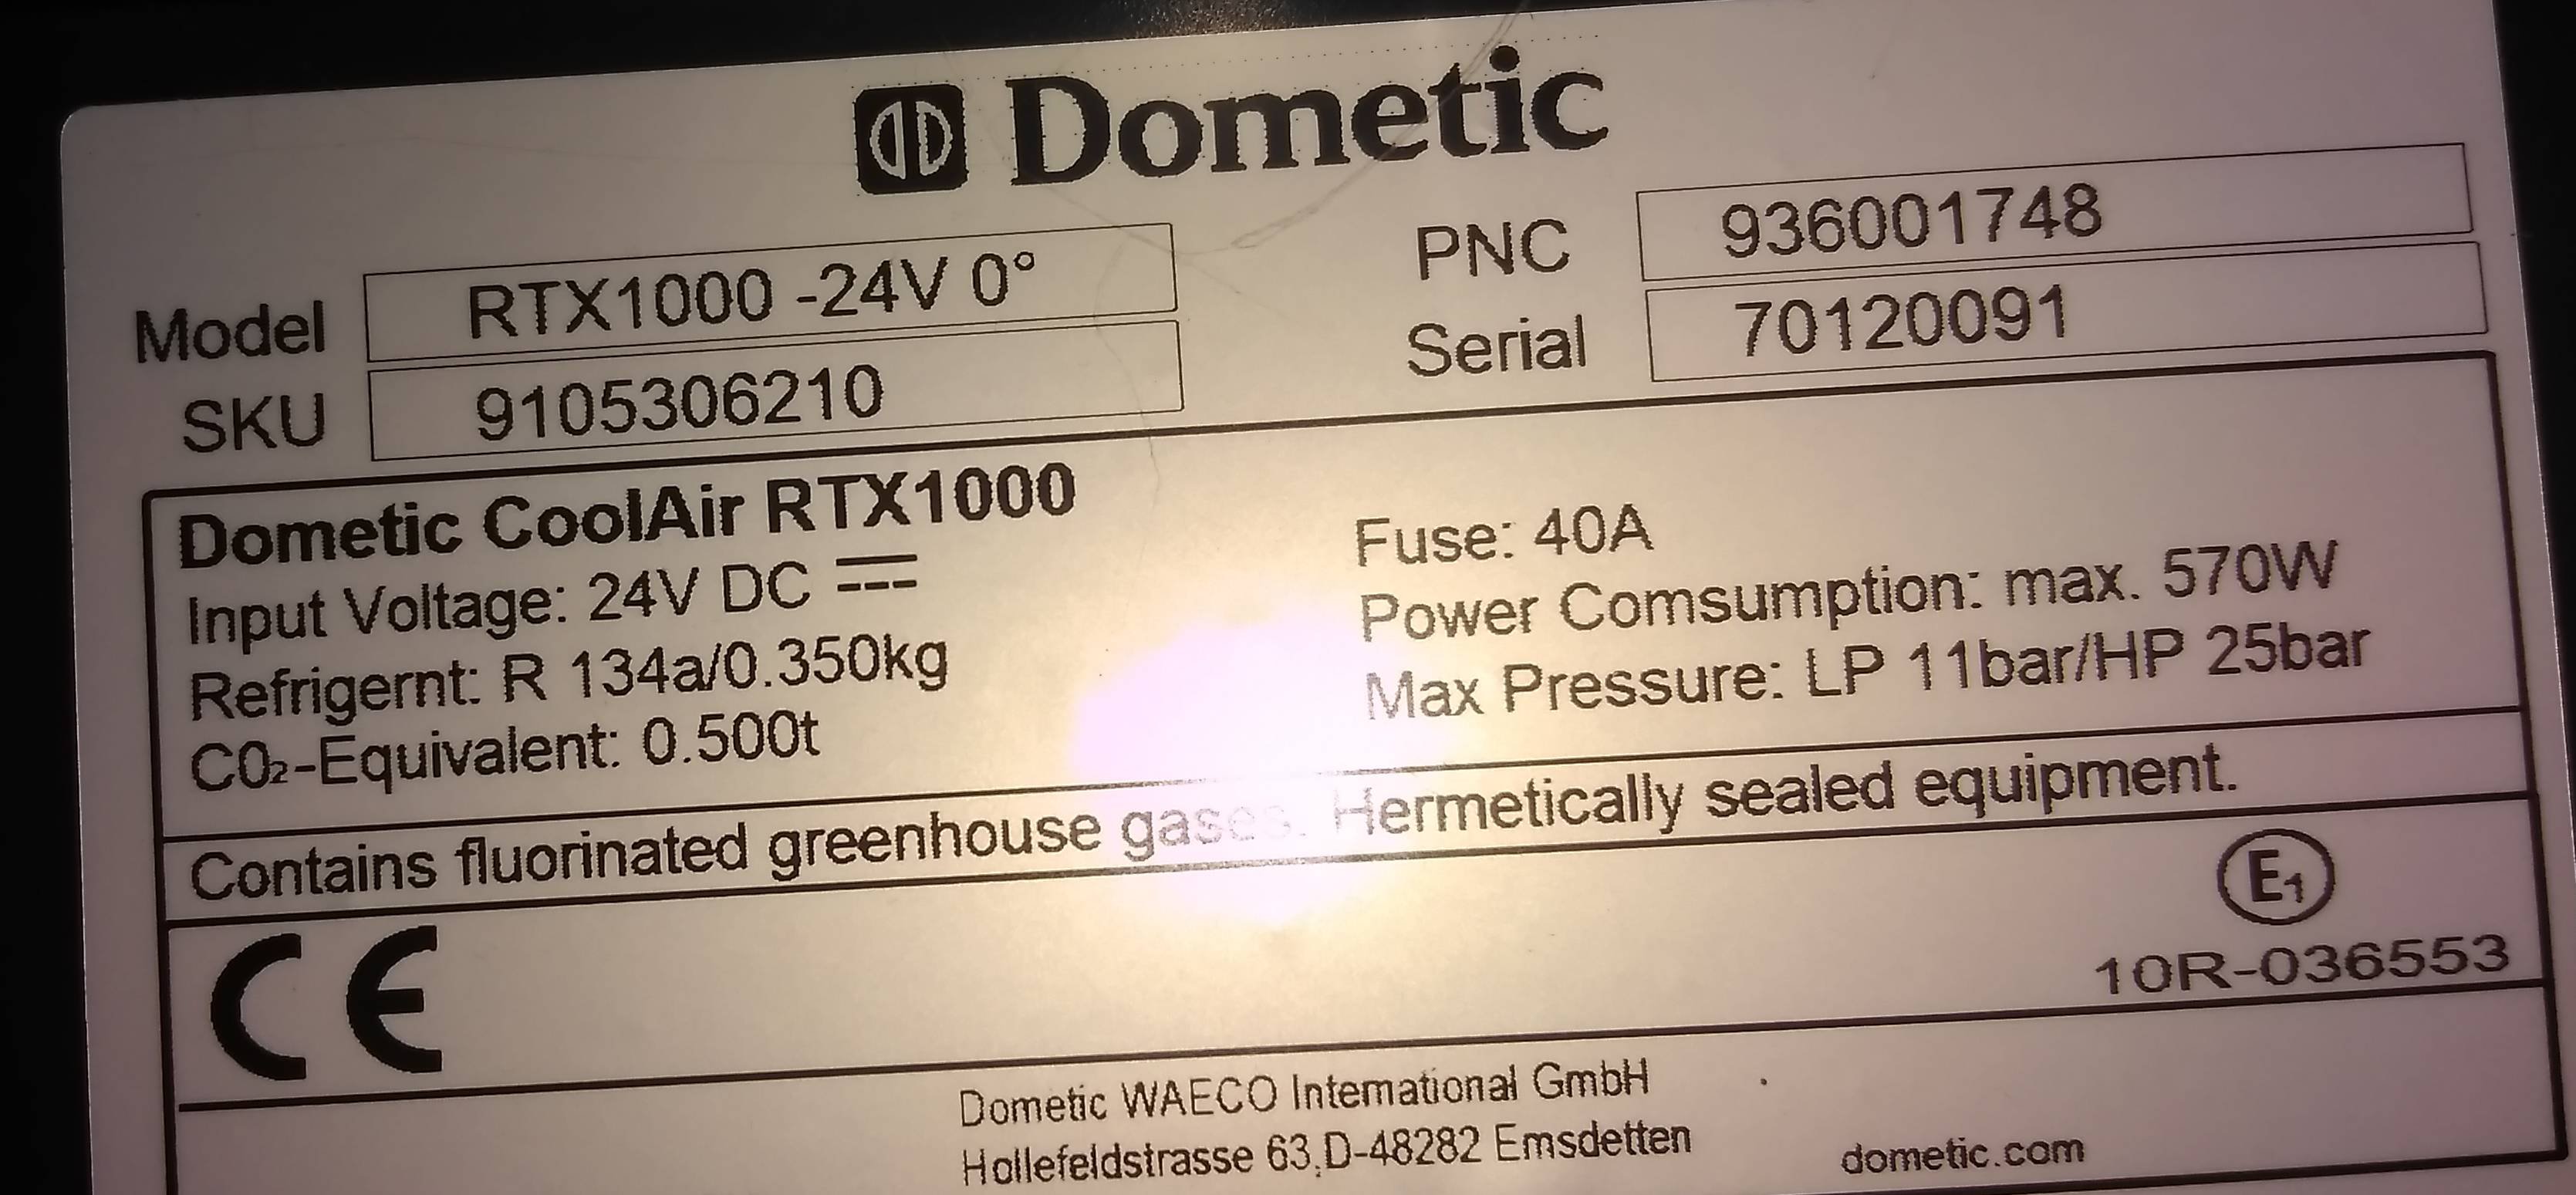 Dometic
Model RTX1000 -24V 0° PNC 936001748
SKU 9105306210 Serial 70120091
Dometic CoolAir RTX1000
Input Voltage: 24V DC Fuse: 40A
Refrigernt: R 134a/0.350kg Power Comsumption: max. 570W
C0₂-Equivalent: 0.500t Max Pressure: LP 11bar/HP 25bar
Contains fluorinated greenhouse gases. Hermetically sealed equipment.
E1
CE 10R-036553
Dometic WAECO International GmbH
Hollefeldstrasse 63,D-48282 Emsdetten dometic.com